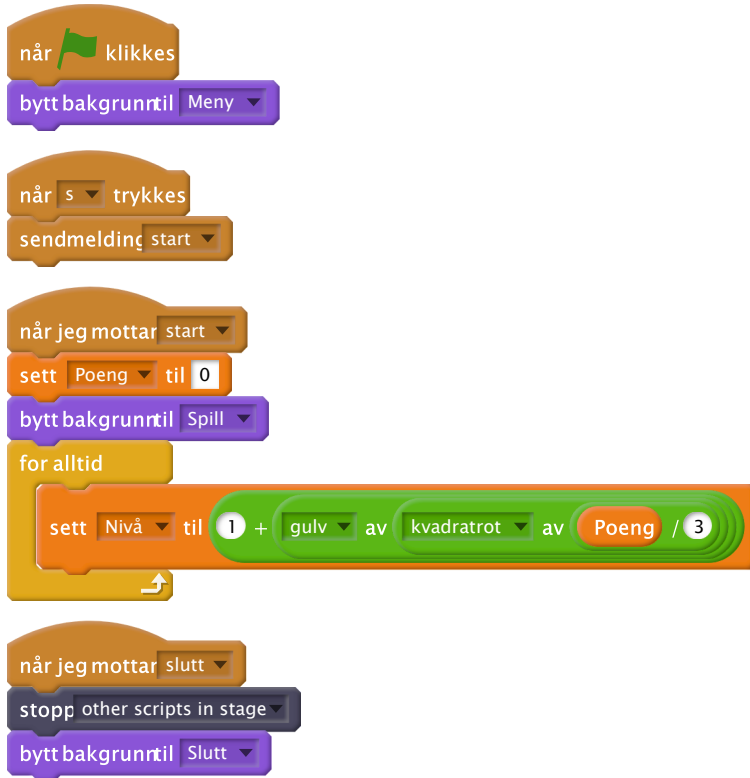 når klikkes
bytt bakgrunn til Meny
når s trykkes
send melding start
når jeg mottar start
sett Poeng til 0
bytt bakgrunn til Spill
for alltid
sett Nivå til 1 + gulv av kvadratrot av Poeng / 3
når jeg mottar slutt
stopp other scripts in stage
bytt bakgrunn til Slutt